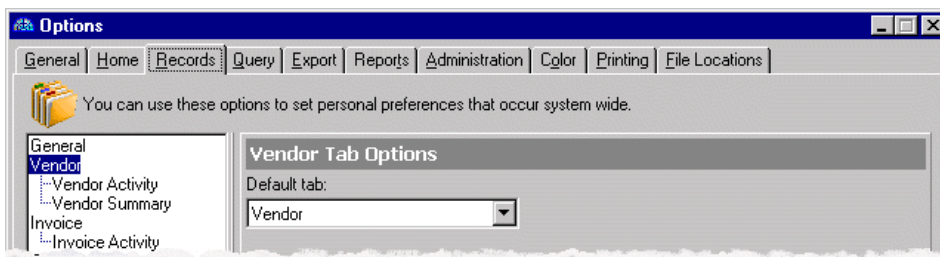 Options
General Home Records Query Export Reports Administration Color Printing File Locations
You can use these options to set personal preferences that occur system wide.
General
Vendor
Vendor Activity
Vendor Summary
Invoice
Invoice Activity
Vendor Tab Options
Default tab:
Vendor